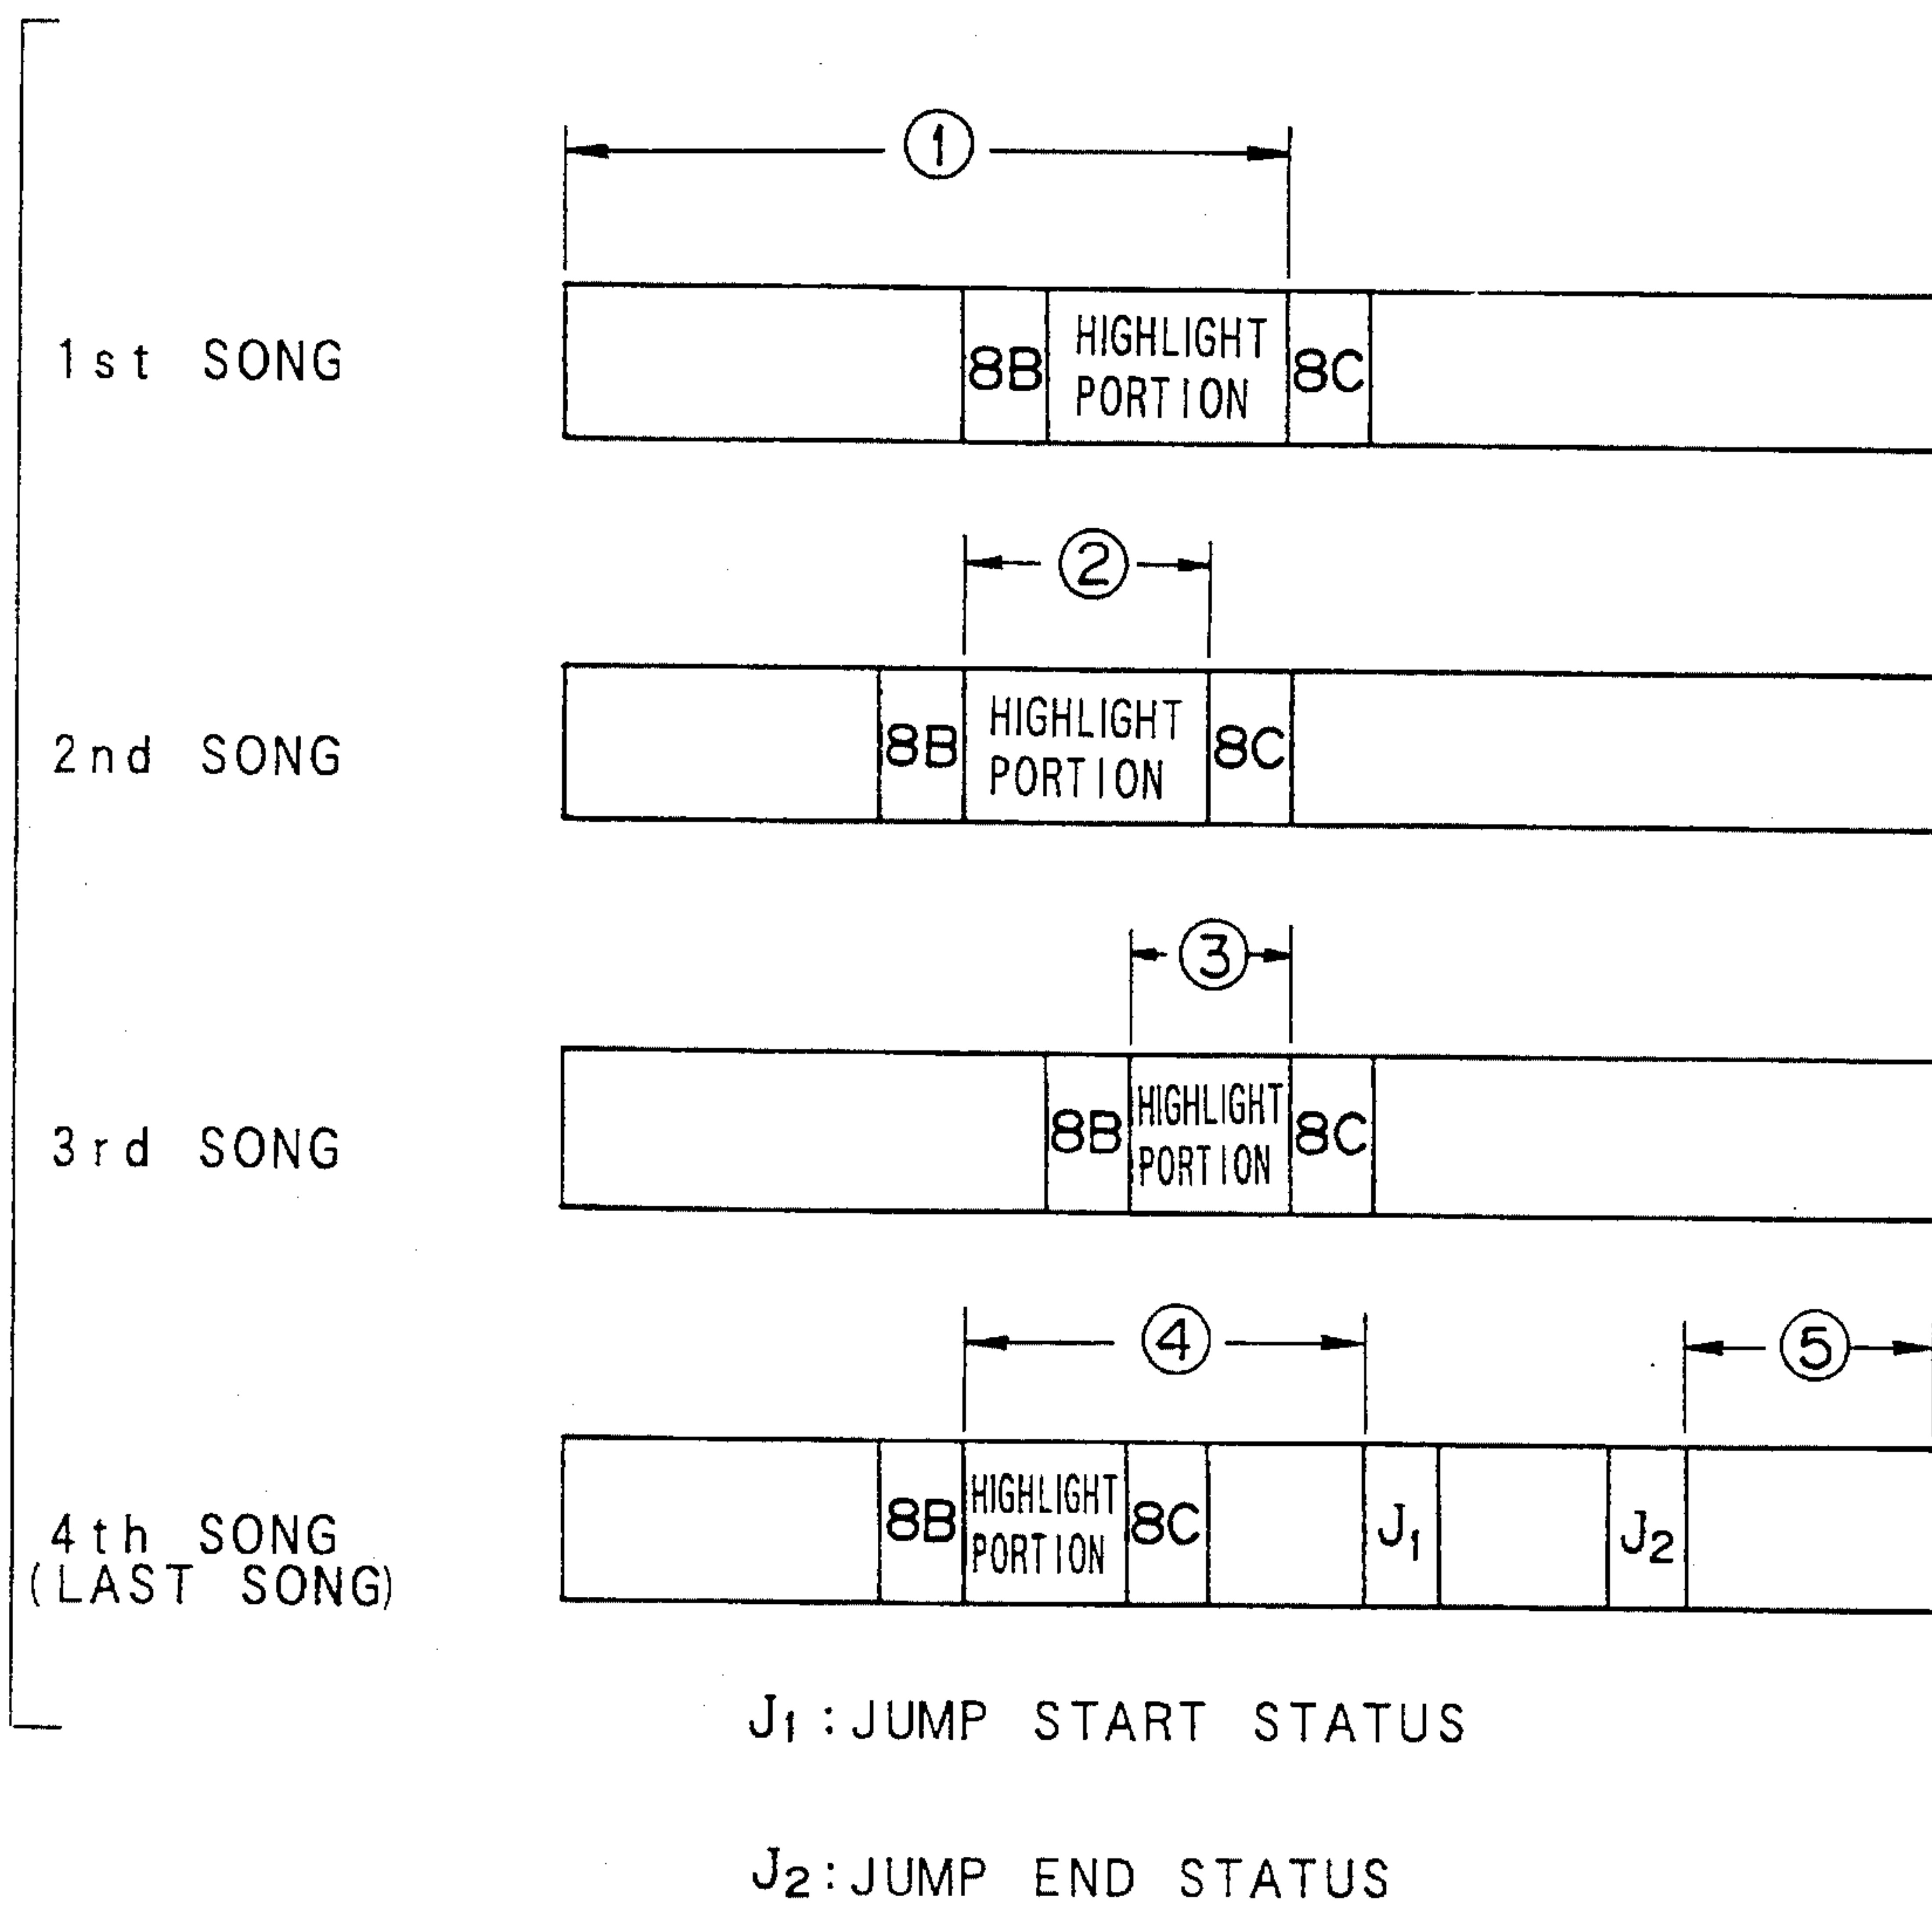 ①
1st SONG
8B HIGHLIGHT PORTION 8C
②
2nd SONG
8B HIGHLIGHT PORTION 8C
③
3rd SONG
8B HIGHLIGHT PORTION 8C
④ ⑤
4th SONG
(LAST SONG)
8B HIGHLIGHT PORTION 8C J1 J2
J1:JUMP START STATUS
J2:JUMP END STATUS